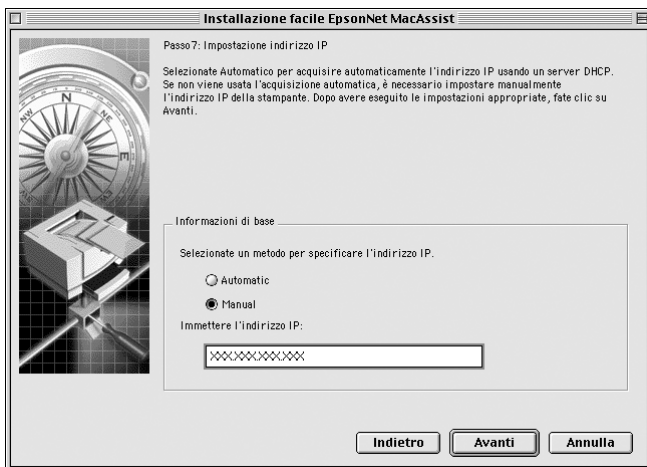 Installazione facile EpsonNet MacAssist
Passo7: Impostazione indirizzo IP
Selezionate Automatico per acquisire automaticamente l'indirizzo IP usando un server DHCP.
Se non viene usata l'acquisizione automatica, è necessario impostare manualmente
l'indirizzo IP della stampante. Dopo avere eseguito le impostazioni appropriate, fate clic su
Avanti.
N
NE
E
Informazioni di base
Selezionate un metodo per specificare l'indirizzo IP.
Automatic
Manual
Immettere l'indirizzo IP:
XXX.XXX.XXX.XXX
Indietro Avanti Annulla